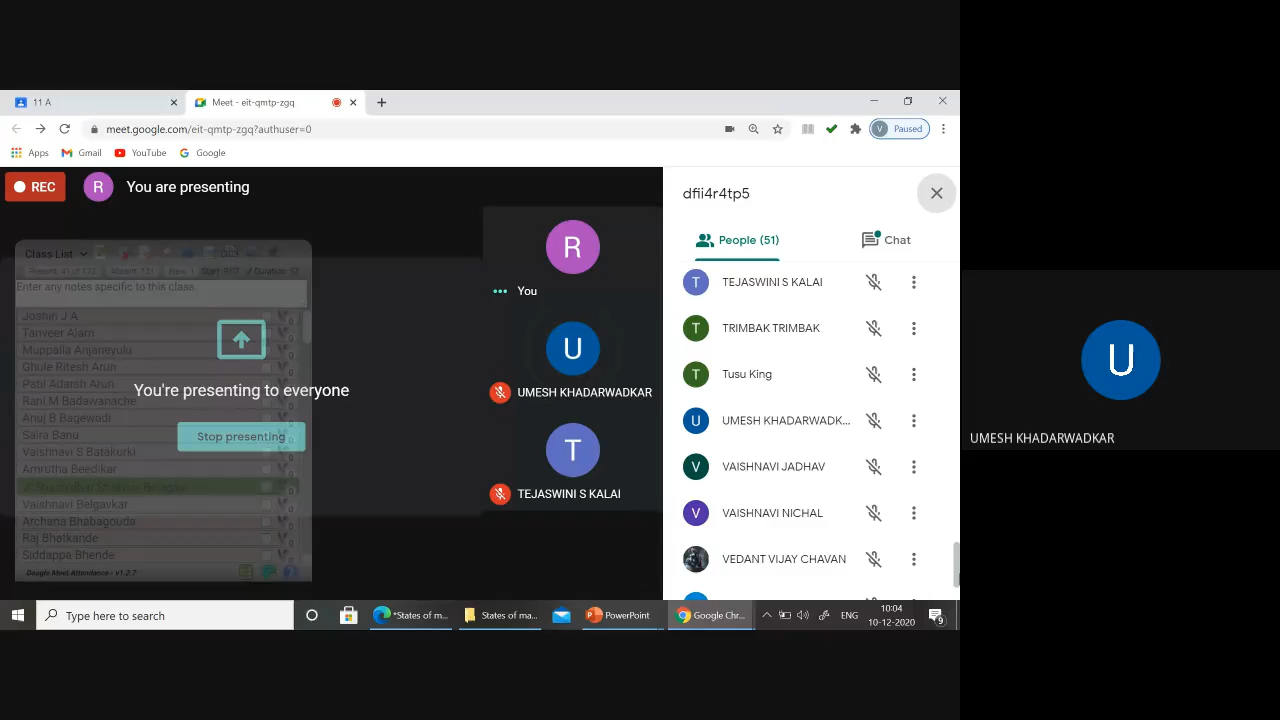 11 A
Meet - eit-qmtp-zgq
meet.google.com/eit-qmtp-zgq?authuser=0
V
Paused
Apps
Gmail
YouTube
Google
REC
R
You are presenting
dfii4r4tp5
People (51)
Chat
Class List
Enter any notes specific to this class
Joshiri J A
Tanveer Alam
Muppalla Anjaneyulu
Ghule Ritesh Arun
Patil Adarsh Arun
Rani M Badawanache
Anuj B Bagewadi
Saira Banu
Vaishnavi S Batakurki
Amrutha Beedikar
Vaishnavi Belgavkar
Archana Bhabagouda
Raj Bhatkande
Siddappa Bhende
Google Meet Attendance - v1.2.7
You're presenting to everyone
Stop presenting
R
You
U
UMESH KHADARWADKAR
T
TEJASWINI S KALAI
T
TEJASWINI S KALAI
T
TRIMBAK TRIMBAK
T
Tusu King
U
UMESH KHADARWADK...
V
VAISHNAVI JADHAV
V
VAISHNAVI NICHAL
VEDANT VIJAY CHAVAN
U
UMESH KHADARWADKAR
Type here to search
*States of m...
States of ma...
PowerPoint
Google Chr...
ENG
10:04
10-12-2020
9